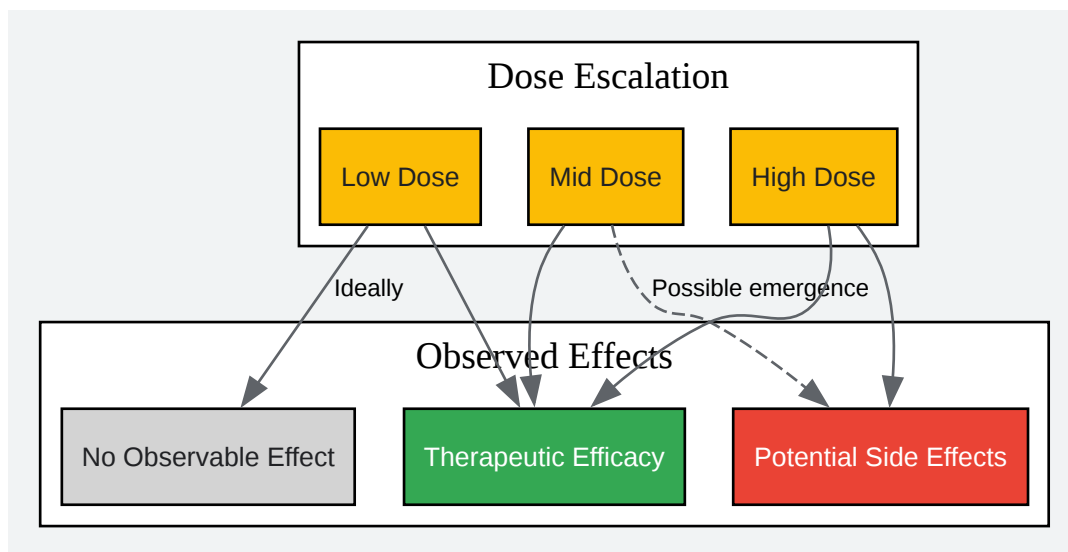 Dose Escalation
Low Dose
Mid Dose
High Dose
Ideally
Possible emergence
Observed Effects
No Observable Effect
Therapeutic Efficacy
Potential Side Effects